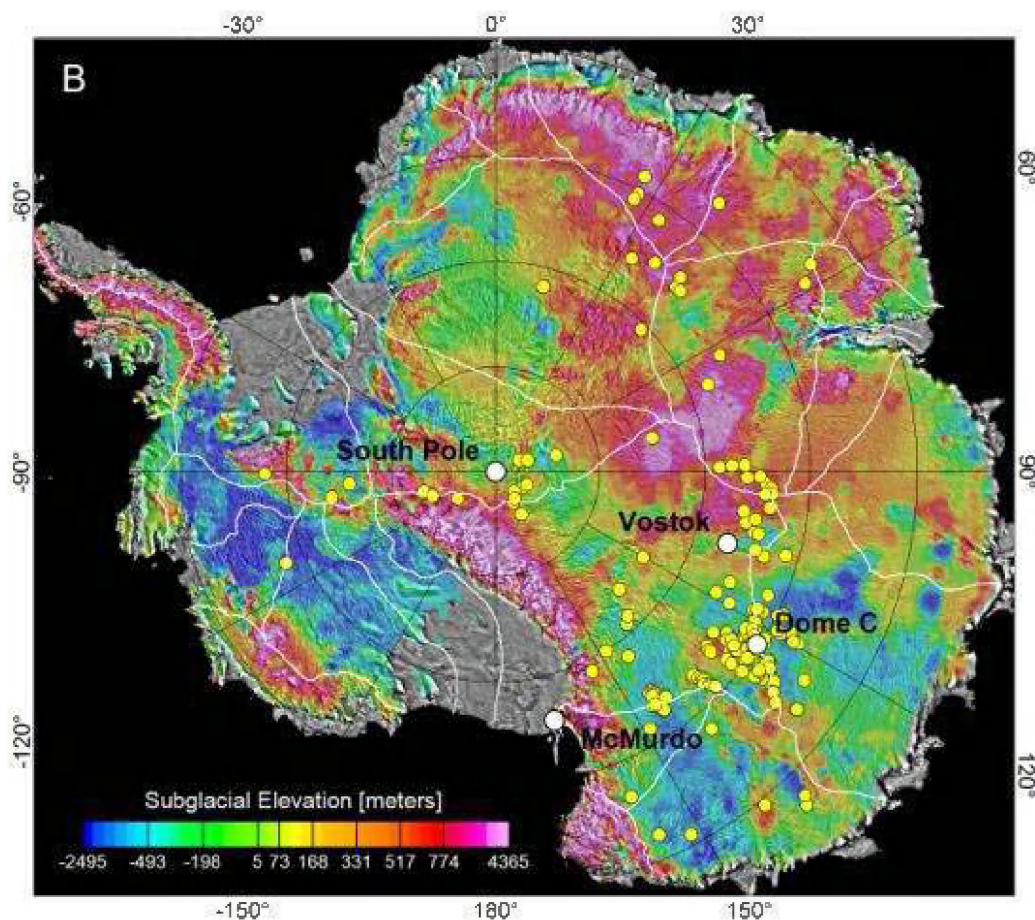 -30° 0° 30°
B
60°
-60°
South Pole
-90° 90°
Vostok
Dome C
McMurdo
-120° 120°
Subglacial Elevation [meters]
-2495 -493 -198 5 73 168 331 517 774 4365
-150° 180° 150°